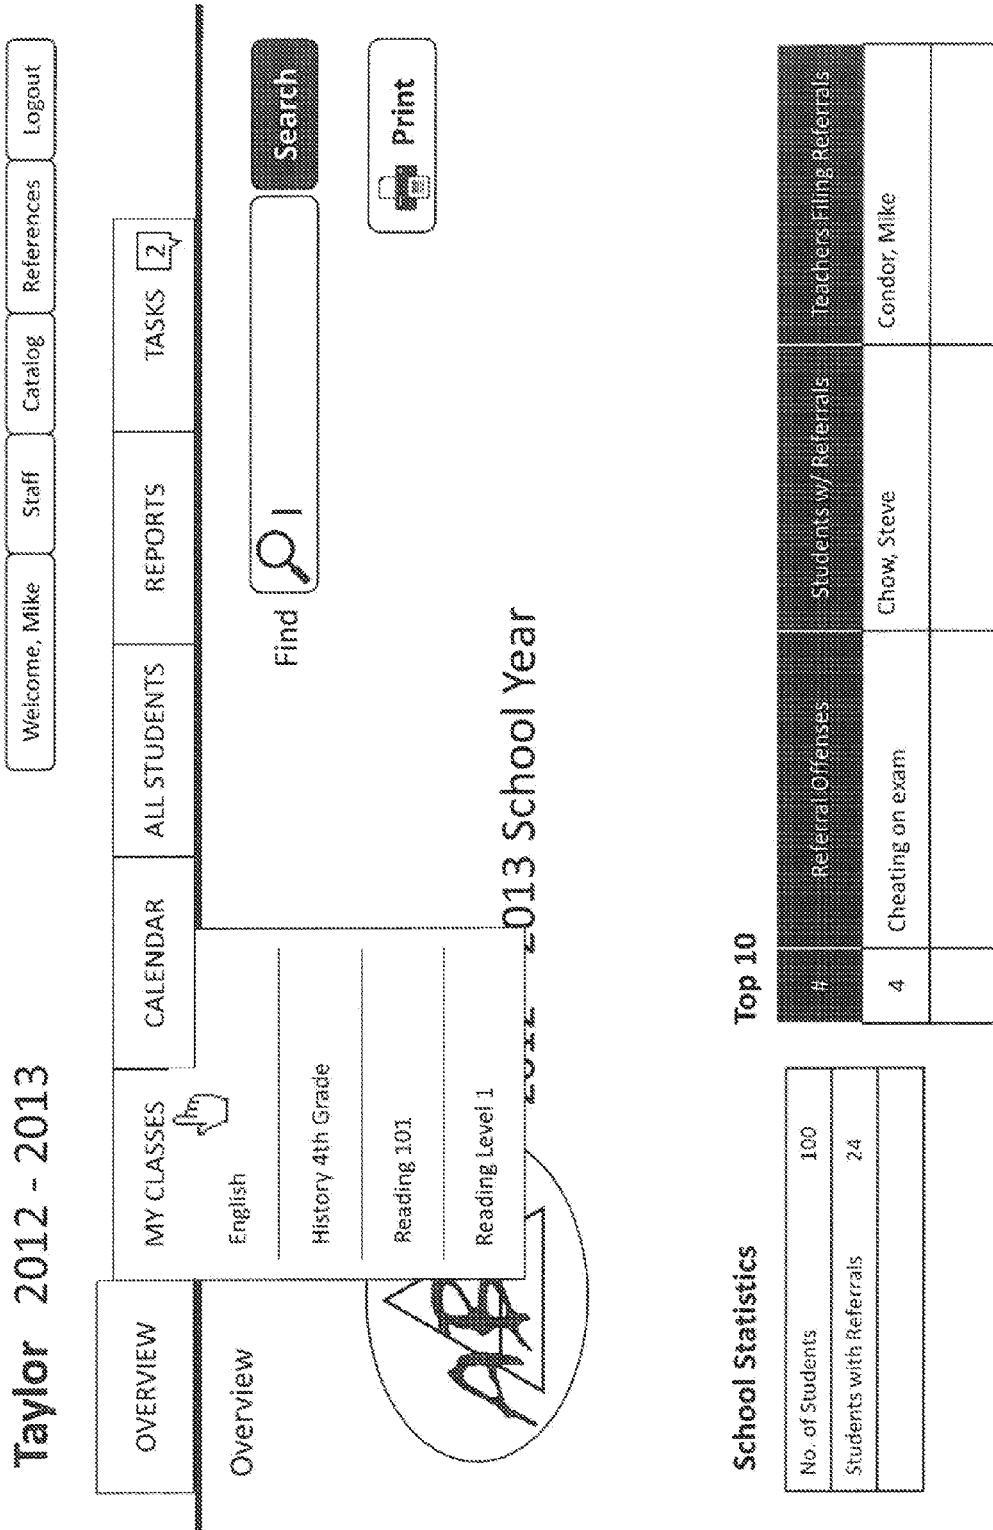 Taylor 2012 - 2013
Welcome, Mike Staff Catalog References Logout
OVERVIEW MY CLASSES CALENDAR ALL STUDENTS REPORTS TASKS 2
Overview
English
History 4th Grade
Reading 101
Reading Level 1
Find Search
Print
2012 2013 School Year
School Statistics
No. of Students 100
Students with Referrals 24
Top 10
# Referral Offenses Students w/ Referrals Teachers Filing Referrals
4 Cheating on exam Chow, Steve Condor, Mike